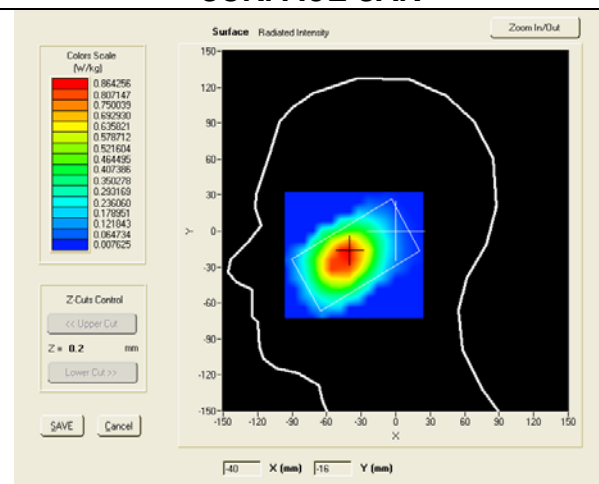 Surface Radiated Intensity
Zoom In/Out
Colors Scale
(W/kg)
0.864256
0.807147
0.750039
0.692930
0.635821
0.578712
0.521604
0.464495
0.407386
0.350278
0.293169
0.236060
0.178951
0.121843
0.064734
0.007625
Z-Cuts Control
<< Upper Cut
Z = 0.2 mm
Lower Cut >>
SAVE Cancel
150-
120-
90-
60-
30-
Y 0-
-30-
-60-
-90-
-120-
-150-
-150 -120 -90 -60 -30 0 30 60 90 120 150
X
-40 X (mm) -16 Y (mm)